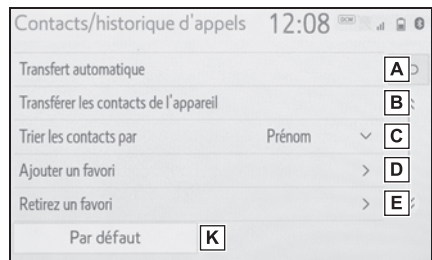 Contacts/historique d'appels 12:08 DCM
Transfert automatique A
Transférer les contacts de l'appareil B
Trier les contacts par Prénom C
Ajouter un favori D
Retirez un favori E
Par défaut K